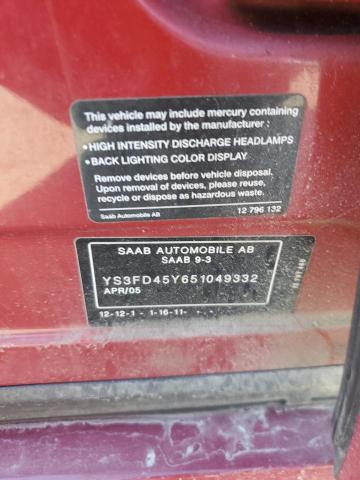 This vehicle may include mercury containing
devices installed by the manufacturer :
• HIGH INTENSITY DISCHARGE HEADLAMPS
• BACK LIGHTING COLOR DISPLAY
Remove devices before vehicle disposal.
Upon removal of devices, please reuse,
recycle or dispose as hazardous waste.
Saab Automobile AB 12 796 132
SAAB AUTOMOBILE AB
SAAB 9-3
YS3FD45Y651049332
APR/05
12-12-1 - 1-16-11-